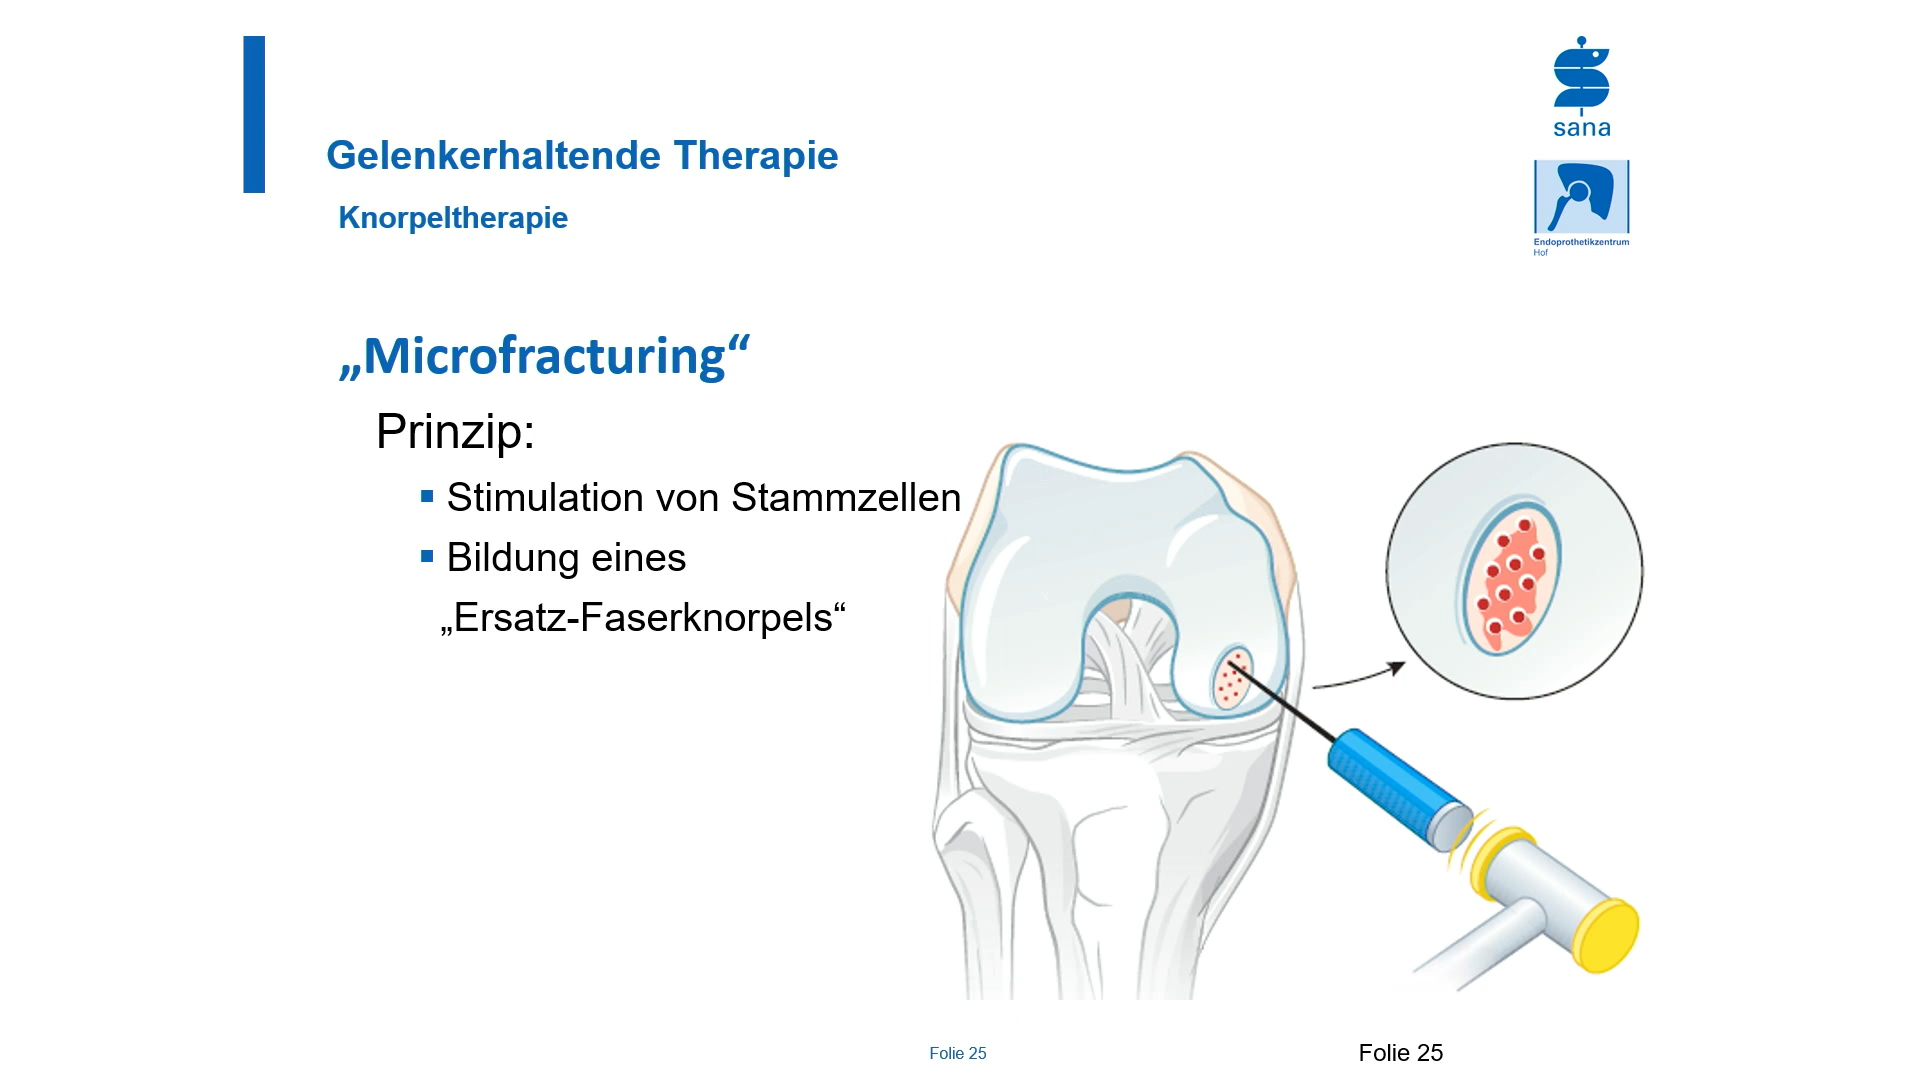 sana
Gelenkerhaltende Therapie
Knorpeltherapie
Endoprothetikzentrum
Hof
„Microfracturing“
Prinzip:
▪ Stimulation von Stammzellen
▪ Bildung eines
„Ersatz-Faserknorpels“
Folie 25
Folie 25